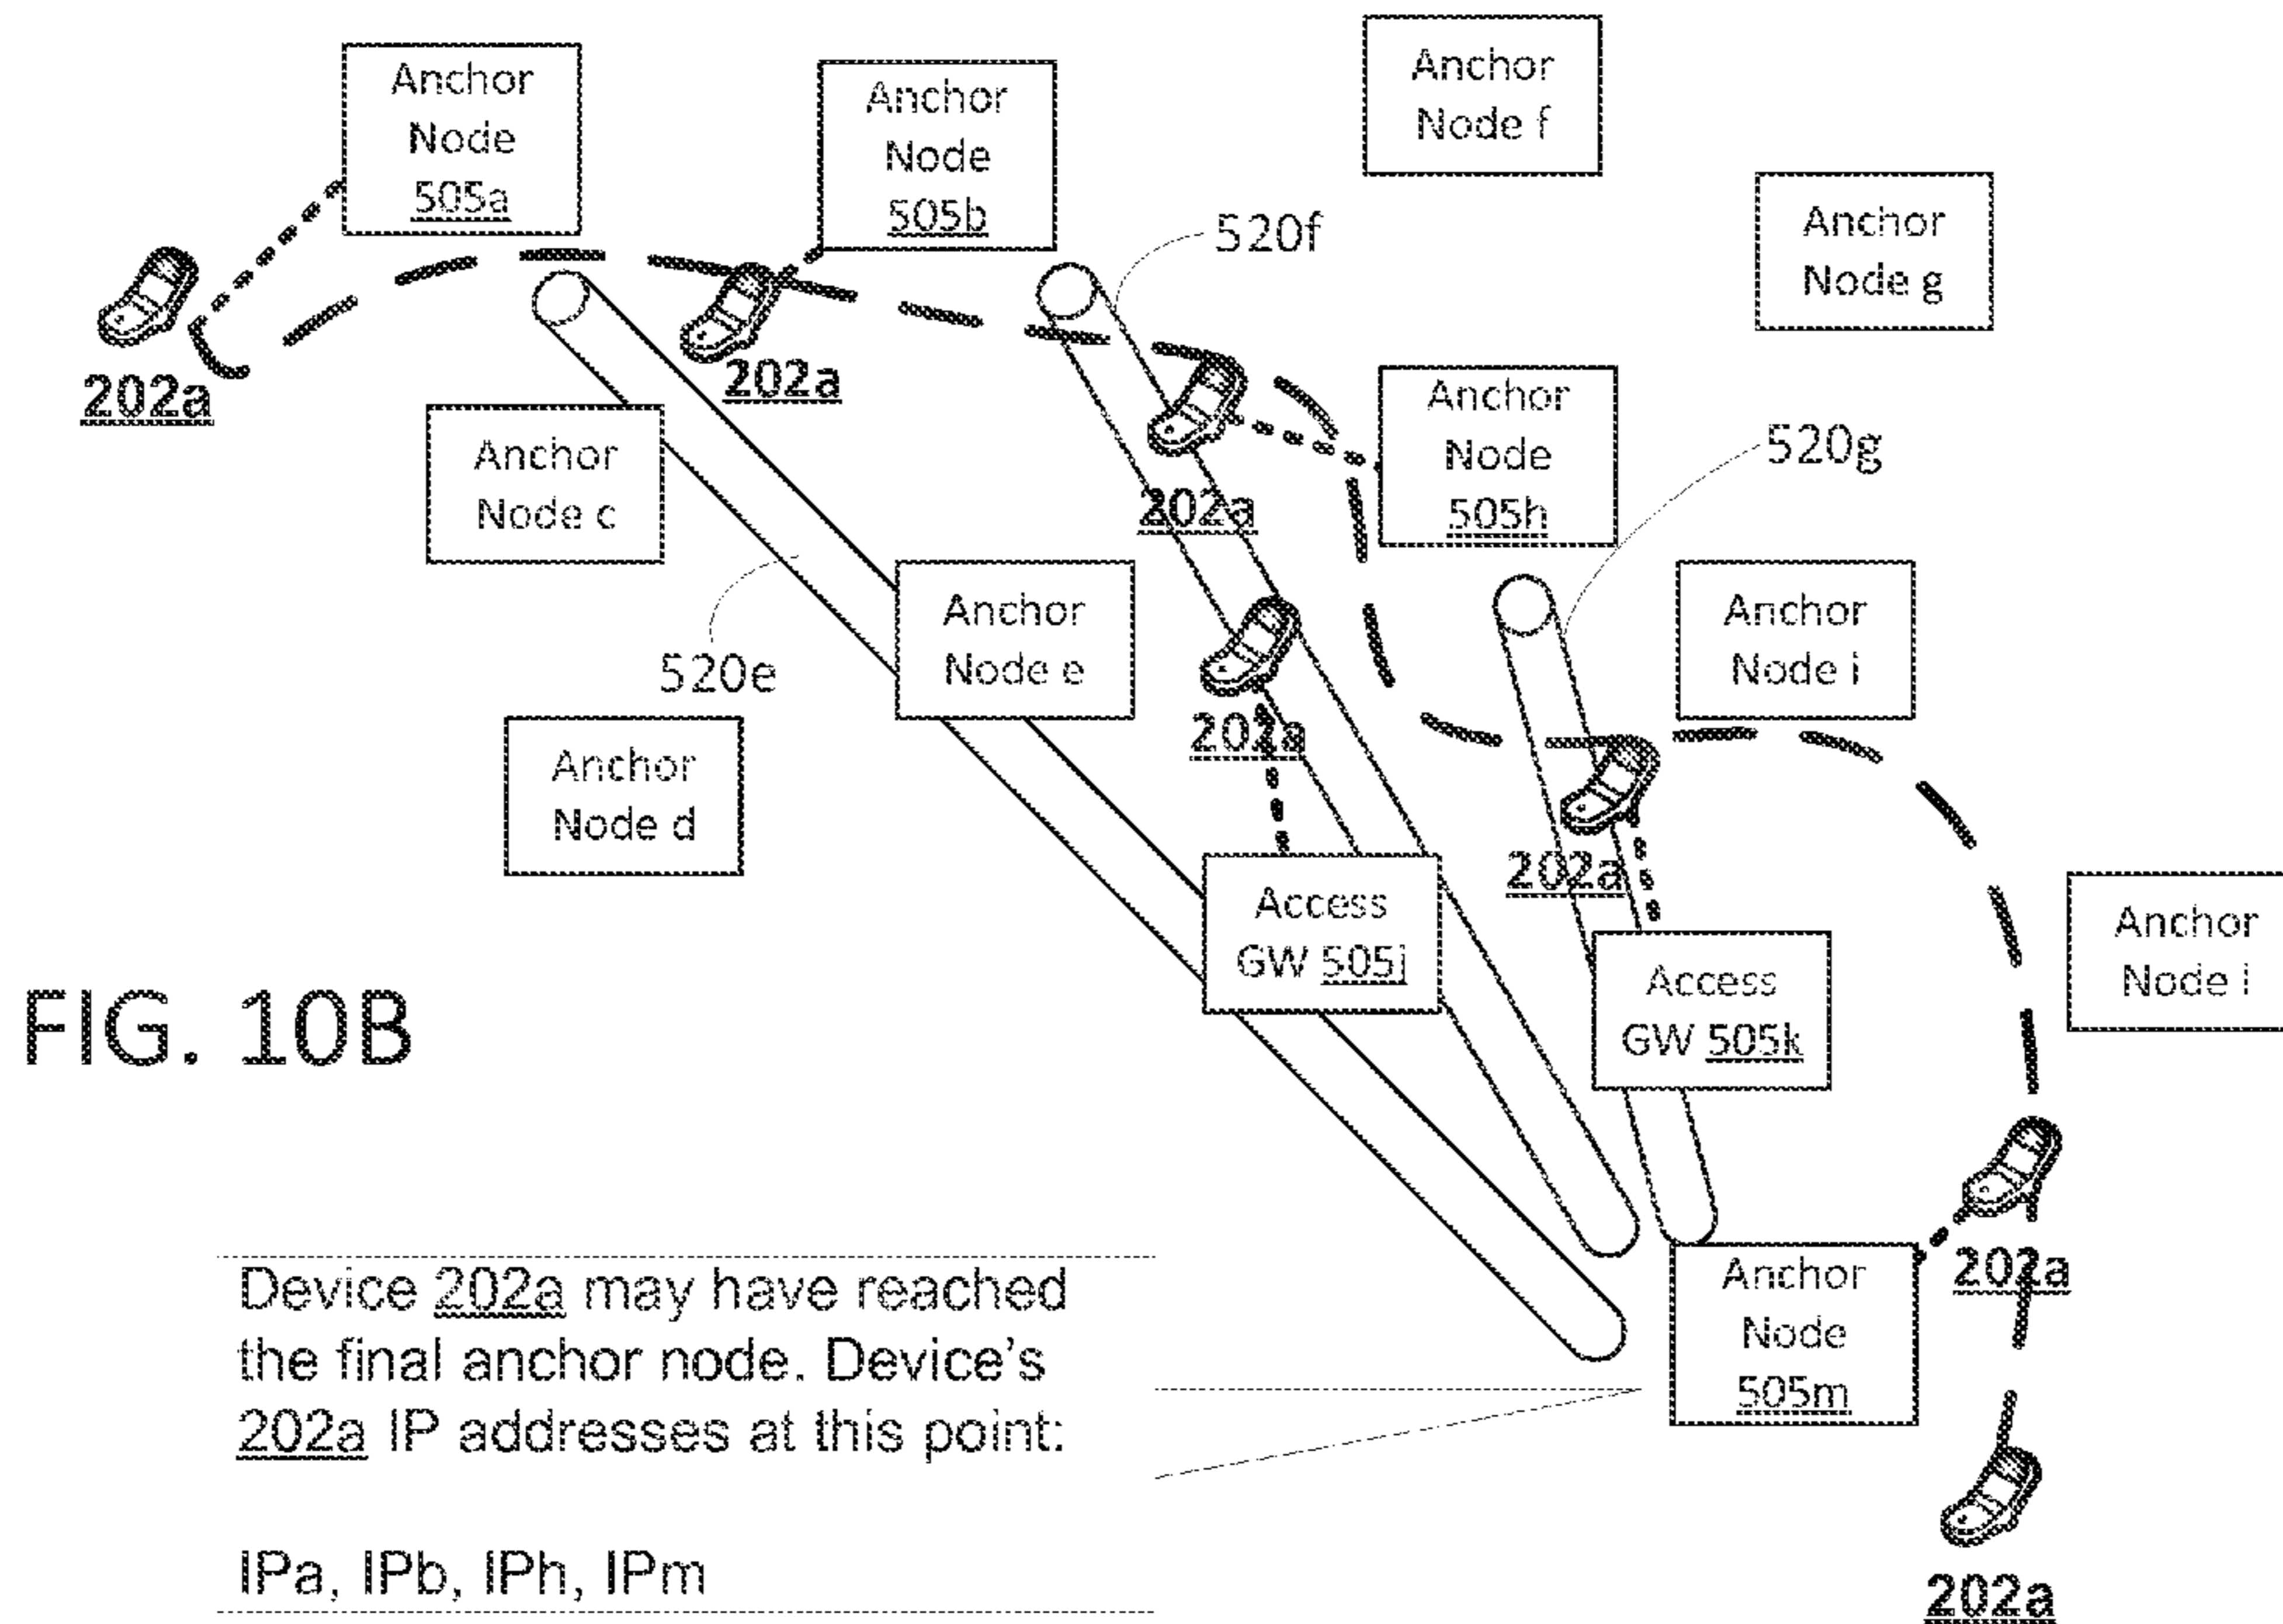 Anchor
Node
505a
Anchor
Node
505b
Anchor
Node f
Anchor
Node g
520f
202a
202a
Anchor
Node c
Anchor
Node
505h
520g
202a
Anchor
Node e
Anchor
Node i
520e
202a
Anchor
Node d
202a
Access
GW 505j
Anchor
Node l
Access
GW 505k
FIG. 10B
202a
Anchor
Node
505m
Device 202a may have reached
the final anchor node. Device's
202a IP addresses at this point:
IPa, IPb, IPh, IPm
202a